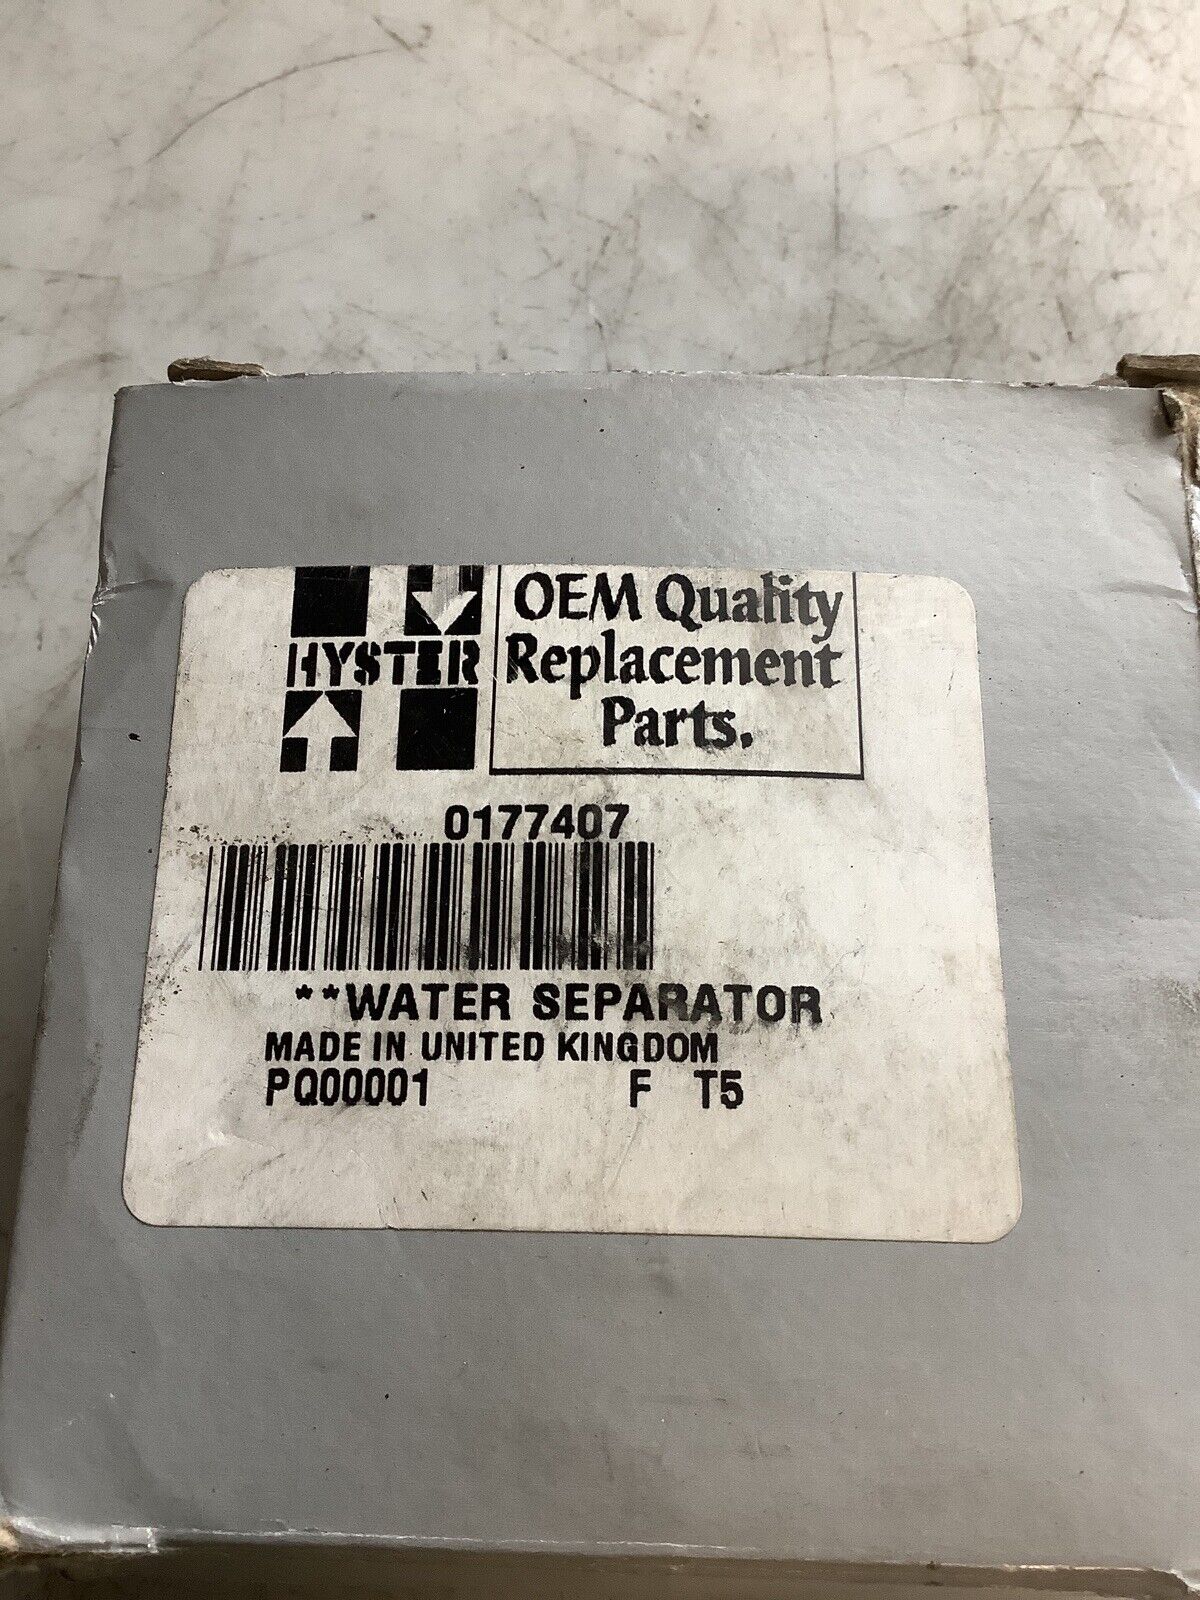 HYSTER
OEM Quality
Replacement
Parts.
0177407
**WATER SEPARATOR
MADE IN UNITED KINGDOM
PQ00001 F T5